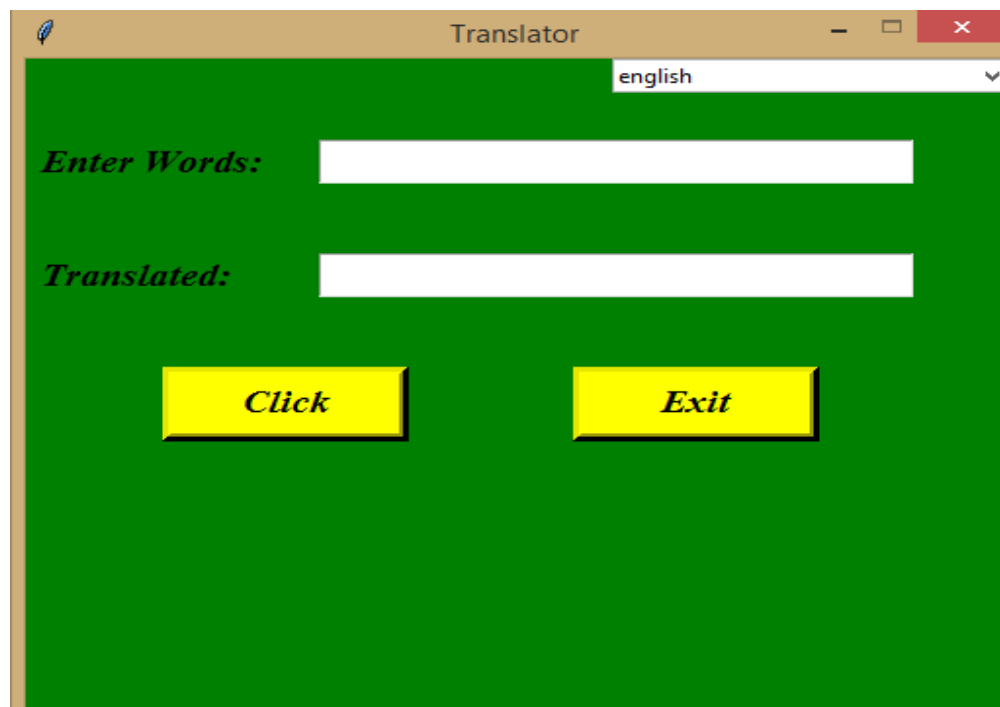 Translator
english
Enter Words:
Translated:
Click
Exit